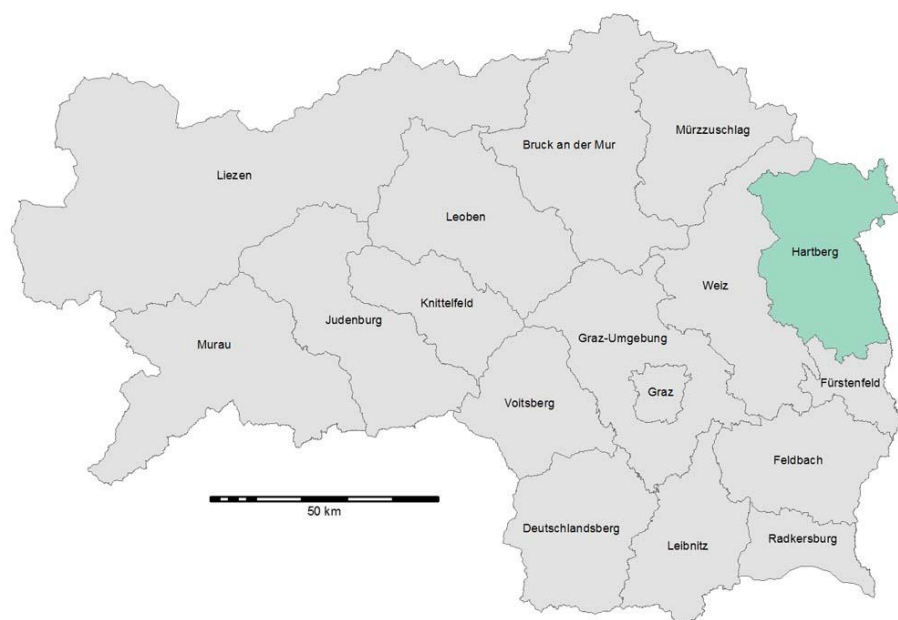 Mürzzuschlag
Bruck an der Mur
Liezen
Leoben
Hartberg
Weiz
Knittelfeld
Judenburg
Graz-Umgebung
Murau
Fürstenfeld
Graz
Voitsberg
Feldbach
50 km
Deutschlandsberg
Radkersburg
Leibnitz